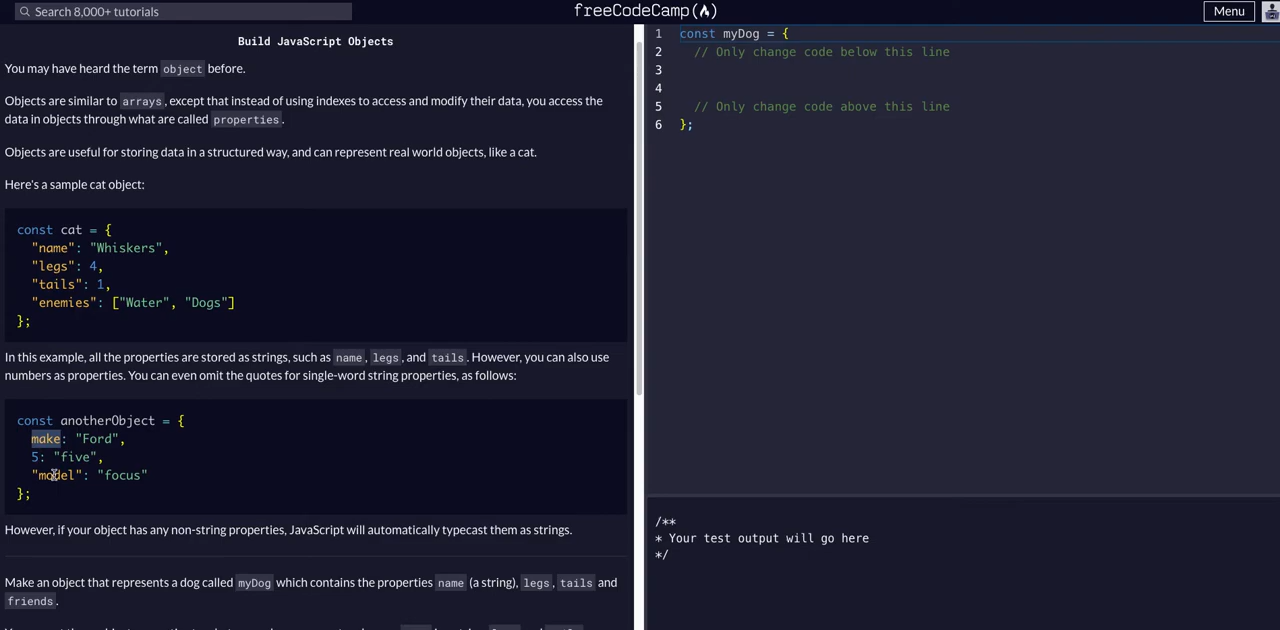 Search 8,000+ tutorials
freeCodeCamp(🔥)
Menu
Build JavaScript Objects
You may have heard the term object before.
Objects are similar to arrays, except that instead of using indexes to access and modify their data, you access the
data in objects through what are called properties.
Objects are useful for storing data in a structured way, and can represent real world objects, like a cat.
Here's a sample cat object:
const cat = {
"name": "Whiskers",
"legs": 4,
"tails": 1,
"enemies": ["Water", "Dogs"]
};
In this example, all the properties are stored as strings, such as name, legs, and tails. However, you can also use
numbers as properties. You can even omit the quotes for single-word string properties, as follows:
const anotherObject = {
make: "Ford",
5: "five",
"model": "focus"
};
However, if your object has any non-string properties, JavaScript will automatically typecast them as strings.
Make an object that represents a dog called myDog which contains the properties name (a string), legs, tails and
friends.
1 const myDog = {
2 // Only change code below this line
3
4
5 // Only change code above this line
6 };
/**
* Your test output will go here
*/